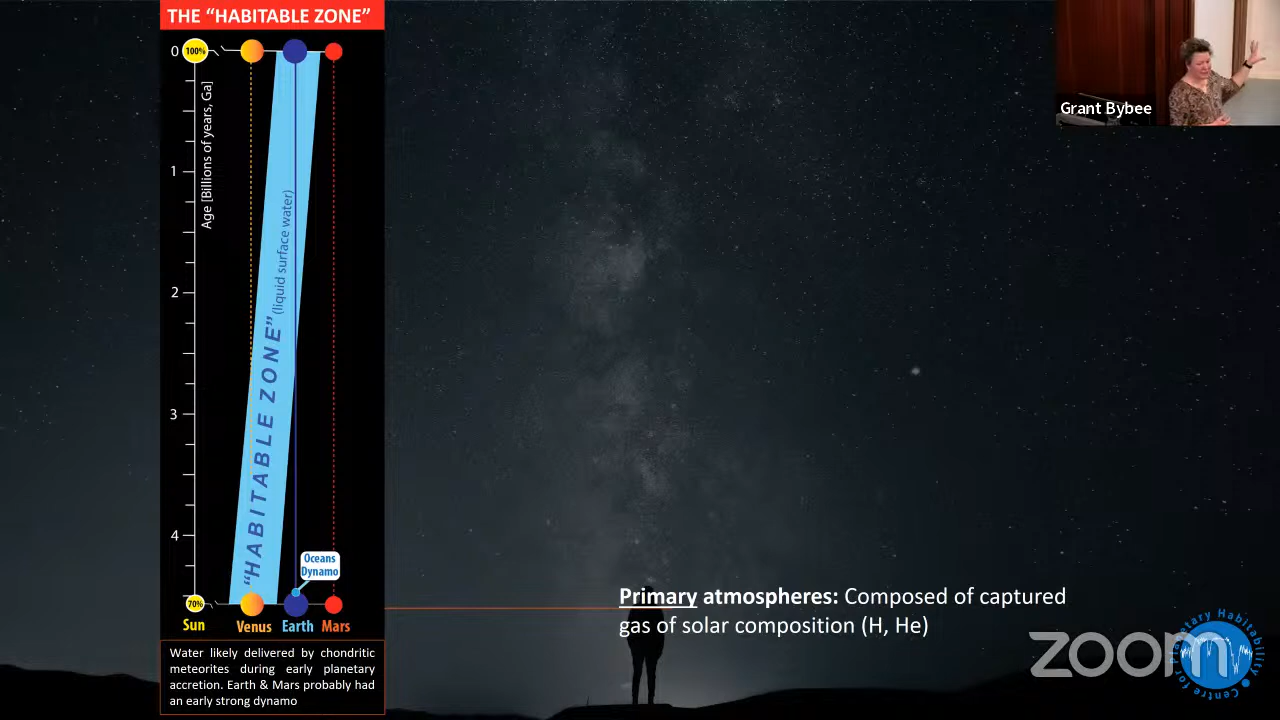 THE “HABITABLE ZONE”
0
100%
Age [Billions of years, Ga]
1
2
3
4
"HABITABLE ZONE" (liquid surface water)
Oceans
Dynamo
70%
Sun
Venus
Earth
Mars
Water likely delivered by chondritic
meteorites during early planetary
accretion. Earth & Mars probably had
an early strong dynamo
Primary atmospheres: Composed of captured
gas of solar composition (H, He)
Grant Bybee
zoom
Centre for Planetary Habitability